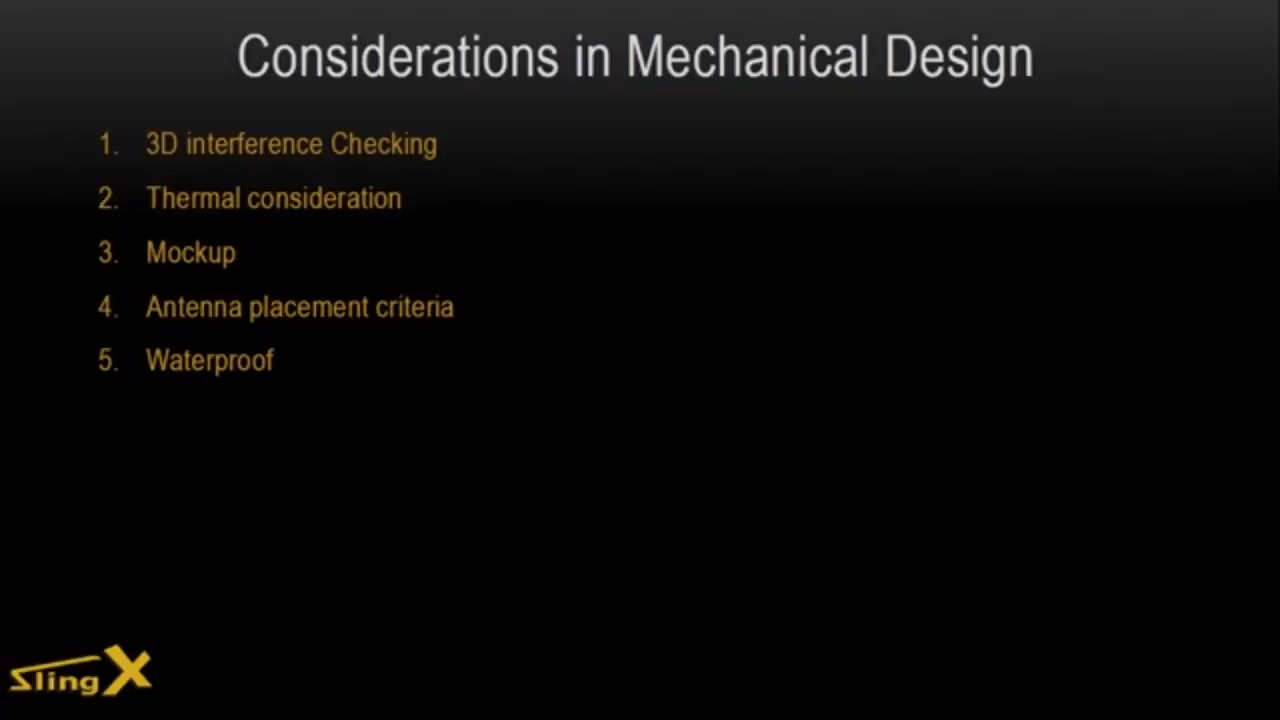 Considerations in Mechanical Design
1. 3D interference Checking
2. Thermal consideration
3. Mockup
4. Antenna placement criteria
5. Waterproof
SlingX